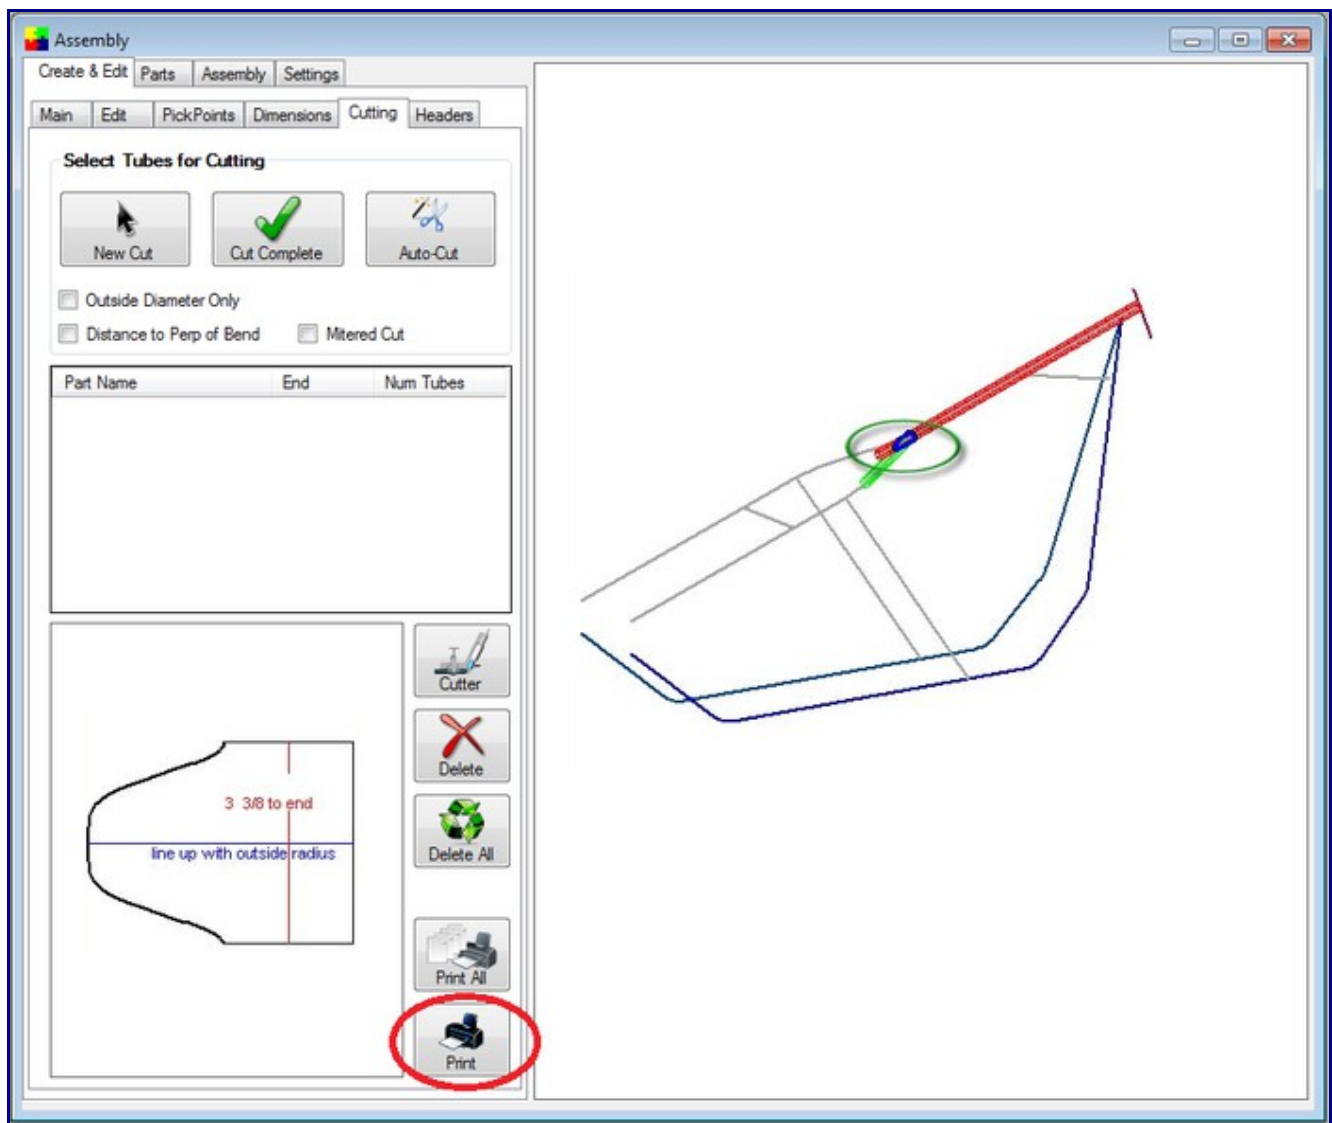 Assembly
Create & Edit Parts Assembly Settings
Main Edit PickPoints Dimensions Cutting Headers
Select Tubes for Cutting
New Cut Cut Complete Auto-Cut
Outside Diameter Only
Distance to Perp of Bend Mitered Cut
Part Name End Num Tubes
Cutter
Delete
3 3/8 to end
line up with outside radius
Delete All
Print All
Print